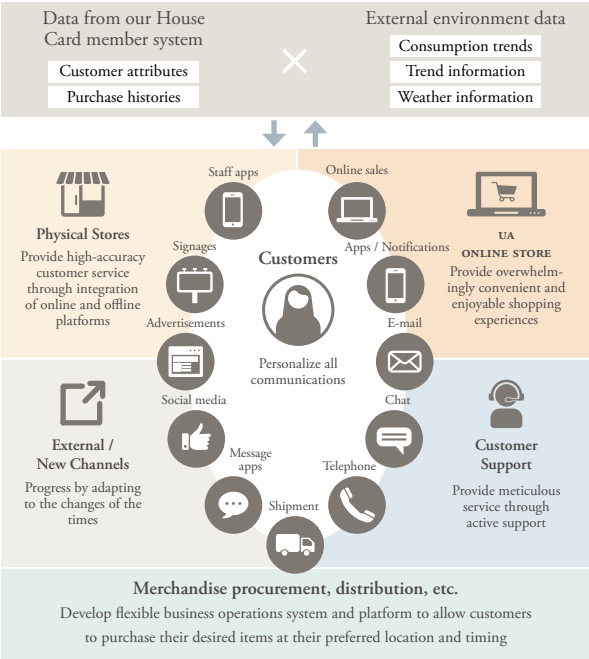 Data from our House
Card member system
Customer attributes
Purchase histories
External environment data
Consumption trends
Trend information
Weather information
Physical Stores
Provide high-accuracy
customer service
through integration
of online and offline
platforms
Staff apps
Signages
Advertisements
Online sales
Apps / Notifications
E-mail
Customers
Personalize all
communications
UA
ONLINE STORE
Provide overwhelm-
ingly convenient and
enjoyable shopping
experiences
External /
New Channels
Progress by adapting
to the changes of the
times
Social media
Message
apps
Shipment
Telephone
Chat
Customer
Support
Provide meticulous
service through
active support
Merchandise procurement, distribution, etc.
Develop flexible business operations system and platform to allow customers
to purchase their desired items at their preferred location and timing